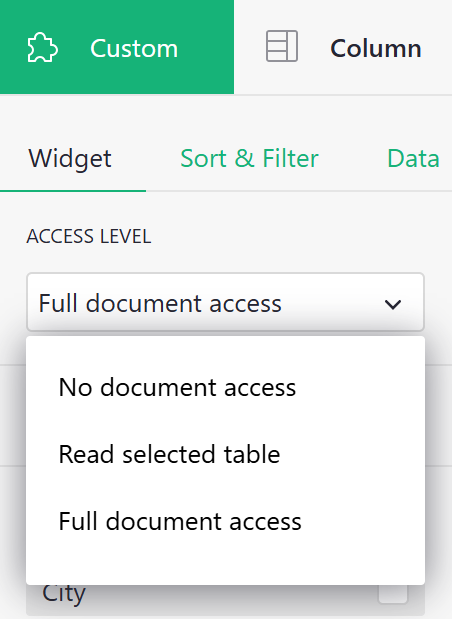 Custom Column
Widget Sort & Filter Data
ACCESS LEVEL
Full document access
No document access
Read selected table
Full document access
City